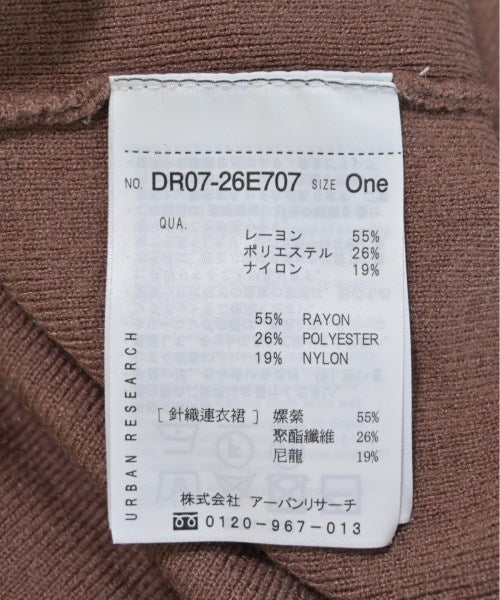 NO. DR07-26E707 SIZE One
QUA.
レーヨン 55%
ポリエステル 26%
ナイロン 19%
55% RAYON
26% POLYESTER
19% NYLON
[針織連衣裙] 嫘縈 55%
聚酯纖維 26%
尼龍 19%
URBAN RESEARCH
株式会社 アーバンリサーチ
0120-967-013